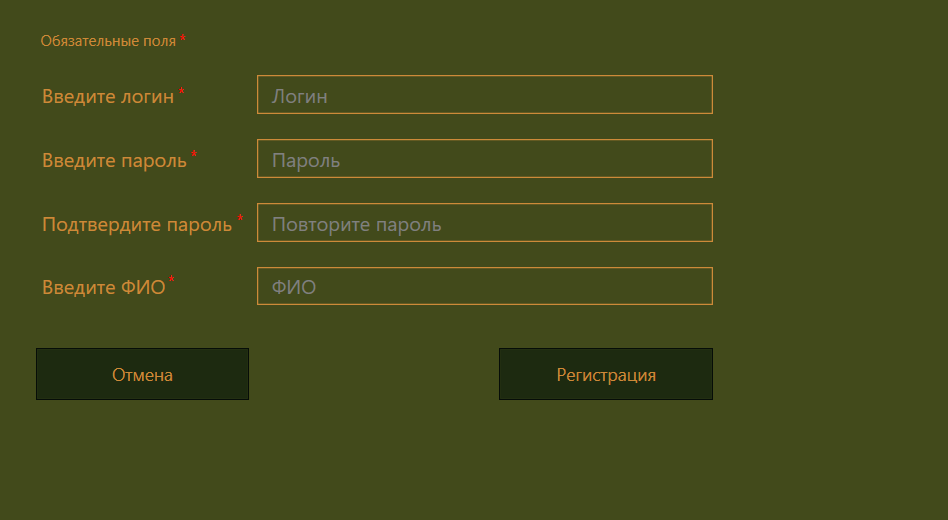 Обязательные поля *
Введите логин * Логин
Введите пароль * Пароль
Подтвердите пароль * Повторите пароль
Введите ФИО * ФИО
Отмена Регистрация